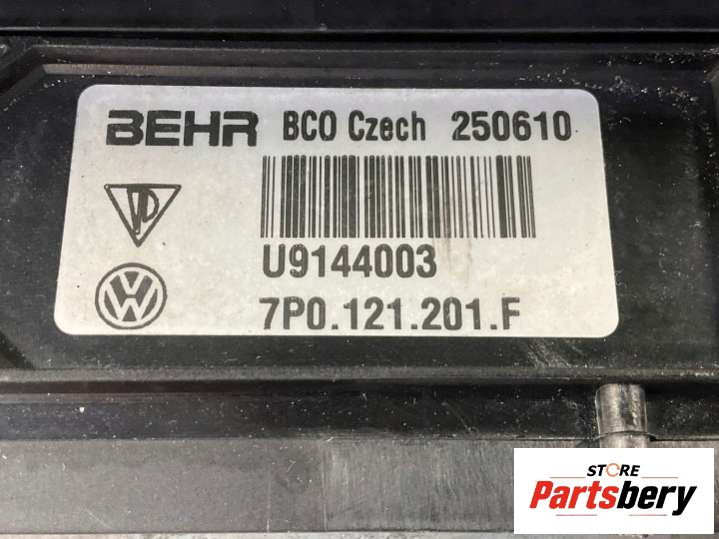 BEHR BCO Czech 250610
U9144003
7P0.121.201.F
STORE
Partsbery